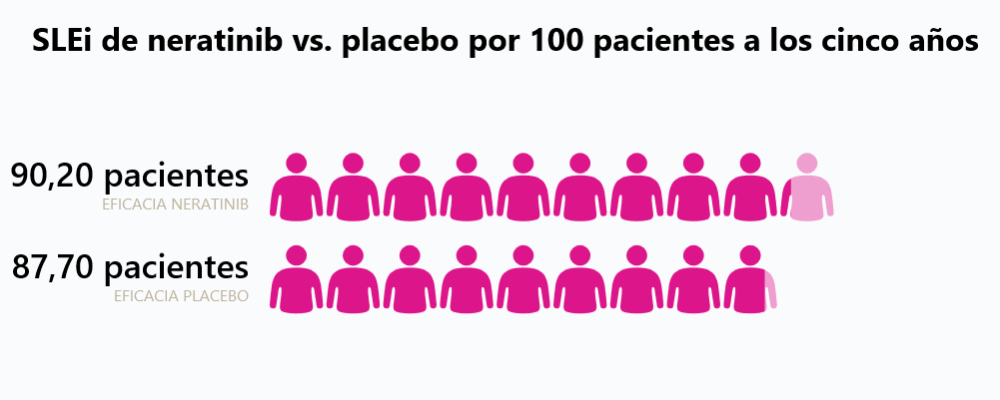 SLEi de neratinib vs. placebo por 100 pacientes a los cinco años
90,20 pacientes
EFICACIA NERATINIB
87,70 pacientes
EFICACIA PLACEBO